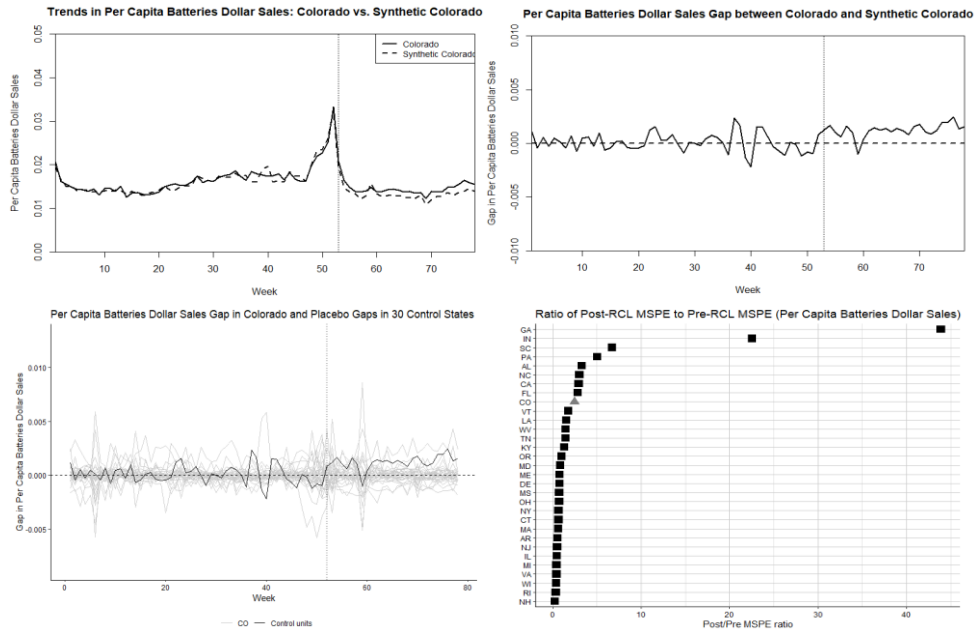 Trends in Per Capita Batteries Dollar Sales: Colorado vs. Synthetic Colorado
Per Capita Batteries Dollar Sales
0.05
0.04
0.03
0.02
0.01
0.00
Colorado
Synthetic Colorado
10 20 30 40 50 60 70
Week
Per Capita Batteries Dollar Sales Gap between Colorado and Synthetic Colorado
Gap in Per Capita Batteries Dollar Sales
0.010
0.005
0.000
-0.005
-0.010
10 20 30 40 50 60 70
Week
Per Capita Batteries Dollar Sales Gap in Colorado and Placebo Gaps in 30 Control States
Gap in Per Capita Batteries Dollar Sales
0.010
0.005
0.000
-0.005
0 20 40 60 80
Week
CO Control units
Ratio of Post-RCL MSPE to Pre-RCL MSPE (Per Capita Batteries Dollar Sales)
GA
IN
SC
PA
AL
NC
CA
FL
CO
VT
LA
WV
TN
KY
OR
MD
ME
DE
MS
OH
NY
CT
MA
AR
NJ
IL
MI
VA
WI
RI
NH
0 10 20 30 40
Post/Pre MSPE ratio